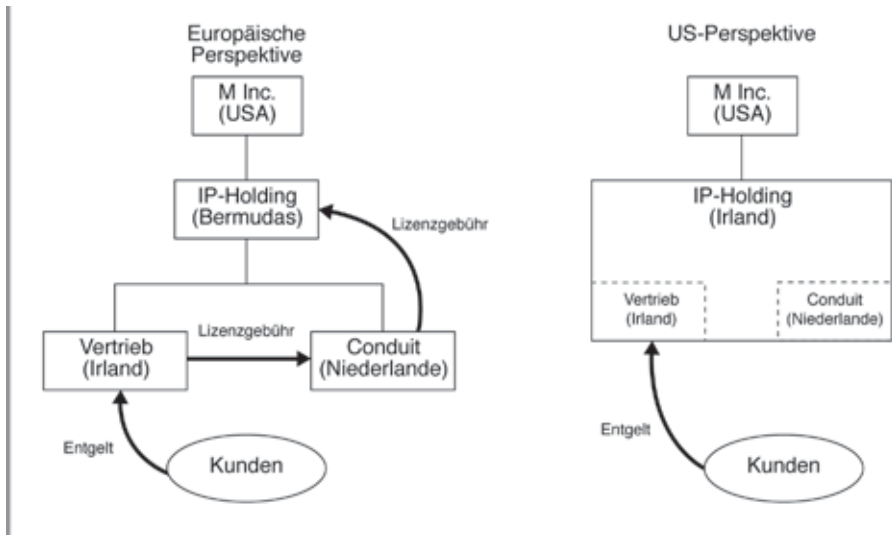 Europäische
Perspektive
M Inc.
(USA)
IP-Holding
(Bermudas)
Lizenzgebühr
Lizenzgebühr
Vertrieb
(Irland)
Conduit
(Niederlande)
Entgelt
Kunden
US-Perspektive
M Inc.
(USA)
IP-Holding
(Irland)
Vertrieb
(Irland)
Conduit
(Niederlande)
Entgelt
Kunden